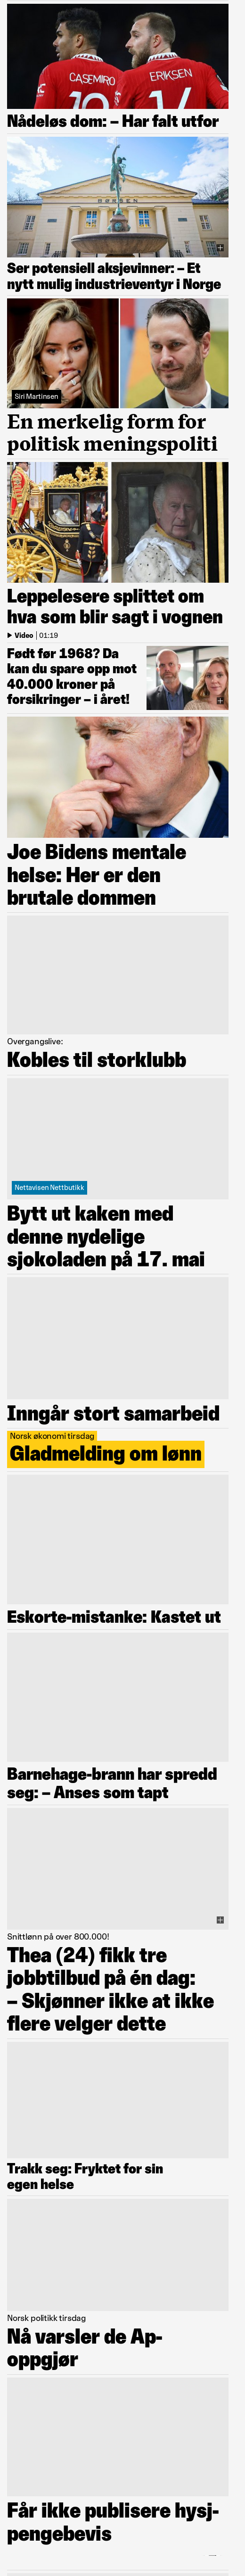 CASEMIRO
ERIKSEN
Nådeløs dom: – Har falt utfor
BØRSEN
Ser potensiell aksjevinner: – Et
nytt mulig industrieventyr i Norge
Siri Martinsen
En merkelig form for
politisk meningspoliti
Leppelesere splittet om
hva som blir sagt i vognen
Video | 01:19
Født før 1968? Da
kan du spare opp mot
40.000 kroner på
forsikringer – i året!
Joe Bidens mentale
helse: Her er den
brutale dommen
Overgangslive:
Kobles til storklubb
Nettavisen Nettbutikk
Bytt ut kaken med
denne nydelige
sjokoladen på 17. mai
Inngår stort samarbeid
Norsk økonomi tirsdag
Gladmelding om lønn
Eskorte-mistanke: Kastet ut
Barnehage-brann har spredd
seg: – Anses som tapt
Snittlønn på over 800.000!
Thea (24) fikk tre
jobbtilbud på én dag:
– Skjønner ikke at ikke
flere velger dette
Trakk seg: Fryktet for sin
egen helse
Norsk politikk tirsdag
Nå varsler de Ap-
oppgjør
Får ikke publisere hysj-
pengebevis